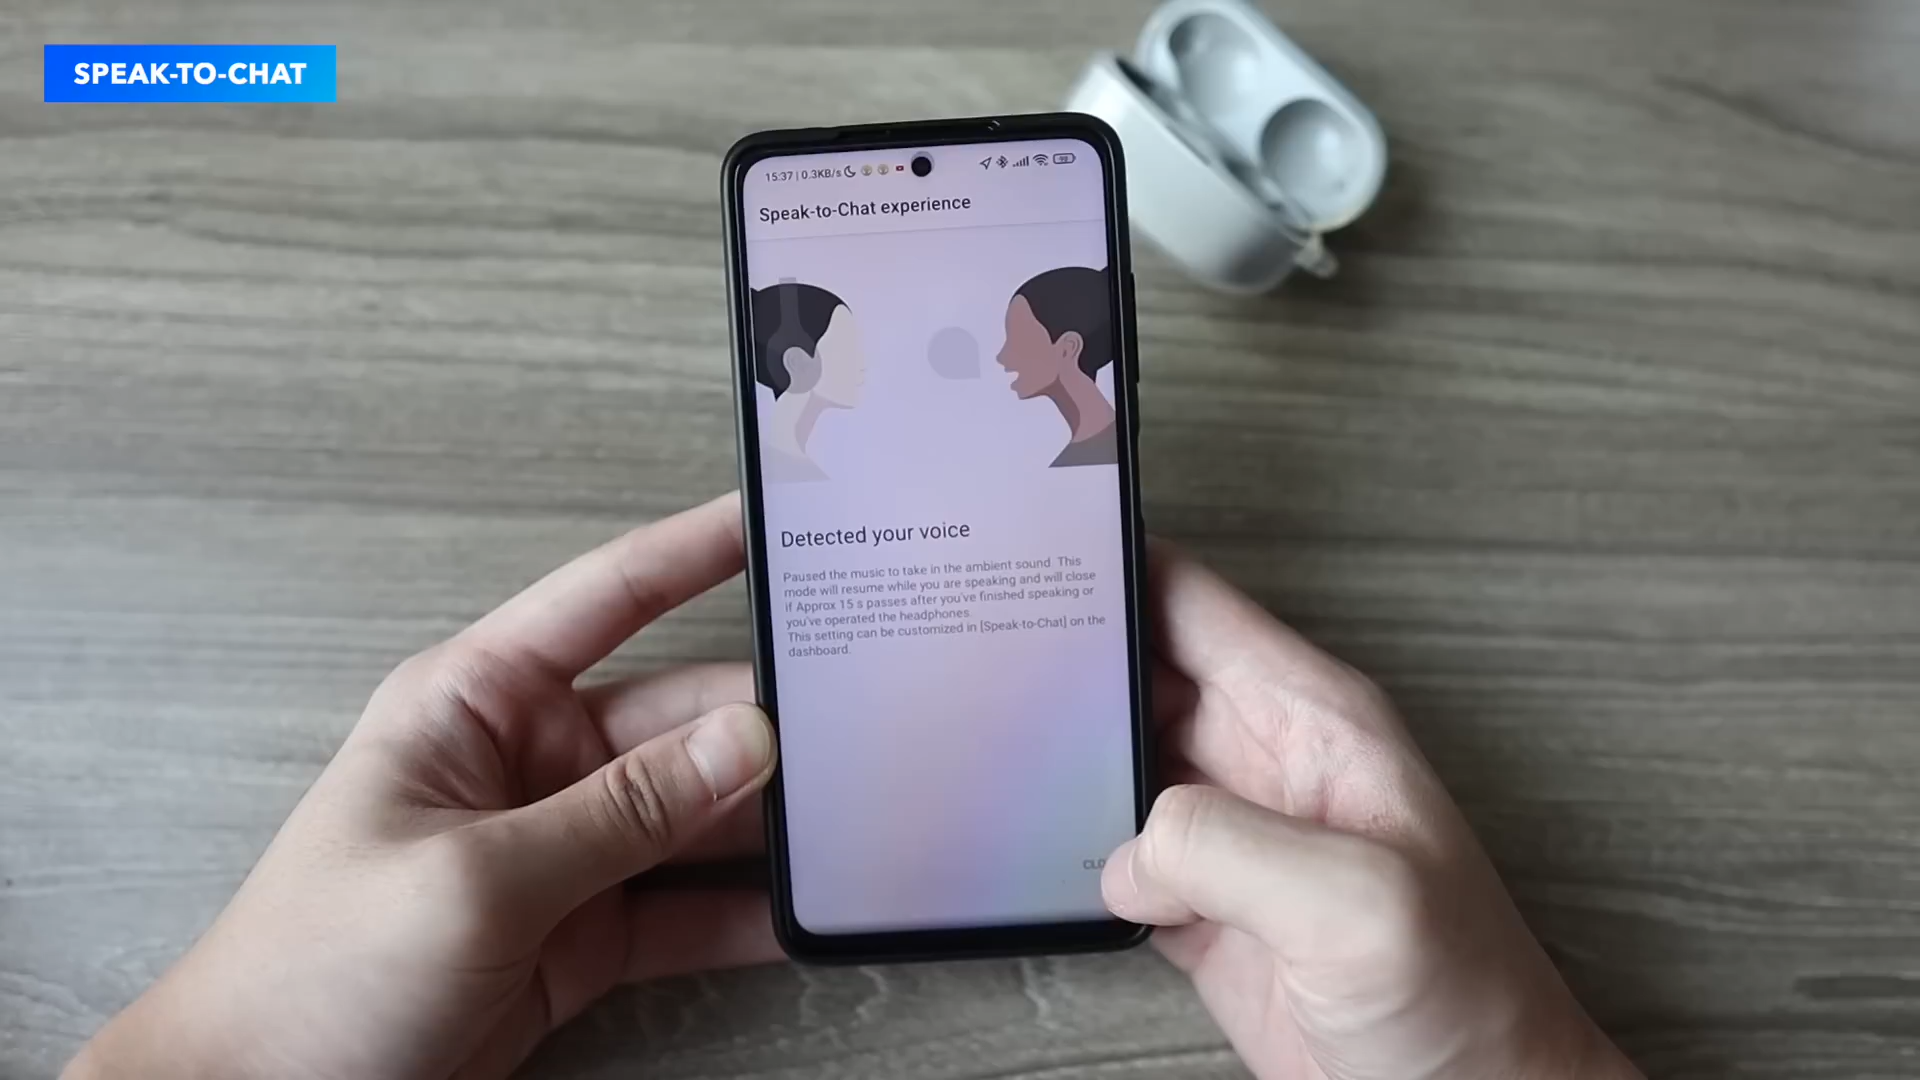 SPEAK-TO-CHAT
15:37 | 0.3KB/s
Speak-to-Chat experience
Detected your voice
Paused the music to take in the ambient sound. This
mode will resume while you are speaking and will close
if Approx 15 s passes after you've finished speaking or
you've operated the headphones.
This setting can be customized in [Speak-to-Chat] on the
dashboard.
CLO